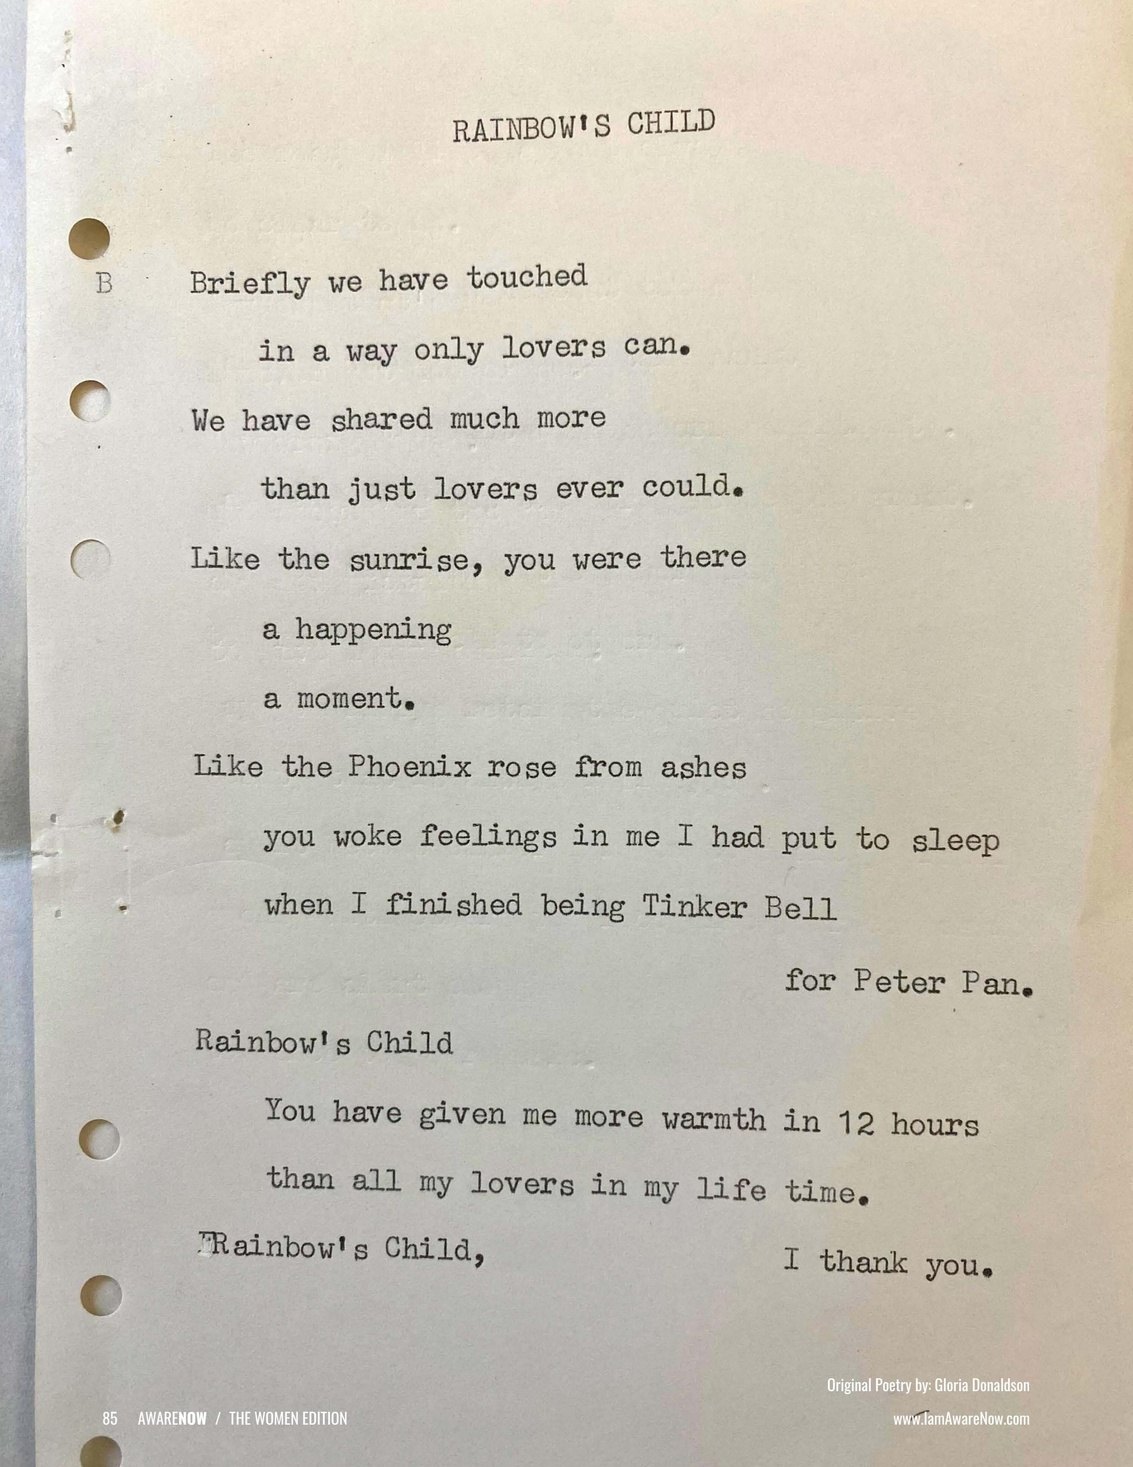 RAINBOW'S CHILD
B Briefly we have touched
in a way only lovers can.
We have shared much more
than just lovers ever could.
Like the sunrise, you were there
a happening
a moment.
Like the Phoenix rose from ashes
you woke feelings in me I had put to sleep
when I finished being Tinker Bell
for Peter Pan.
Rainbow's Child
You have given me more warmth in 12 hours
than all my lovers in my life time.
Rainbow's Child, I thank you.
Original Poetry by: Gloria Donaldson
85 AWARENOW / THE WOMEN EDITION www.IamAwareNow.com